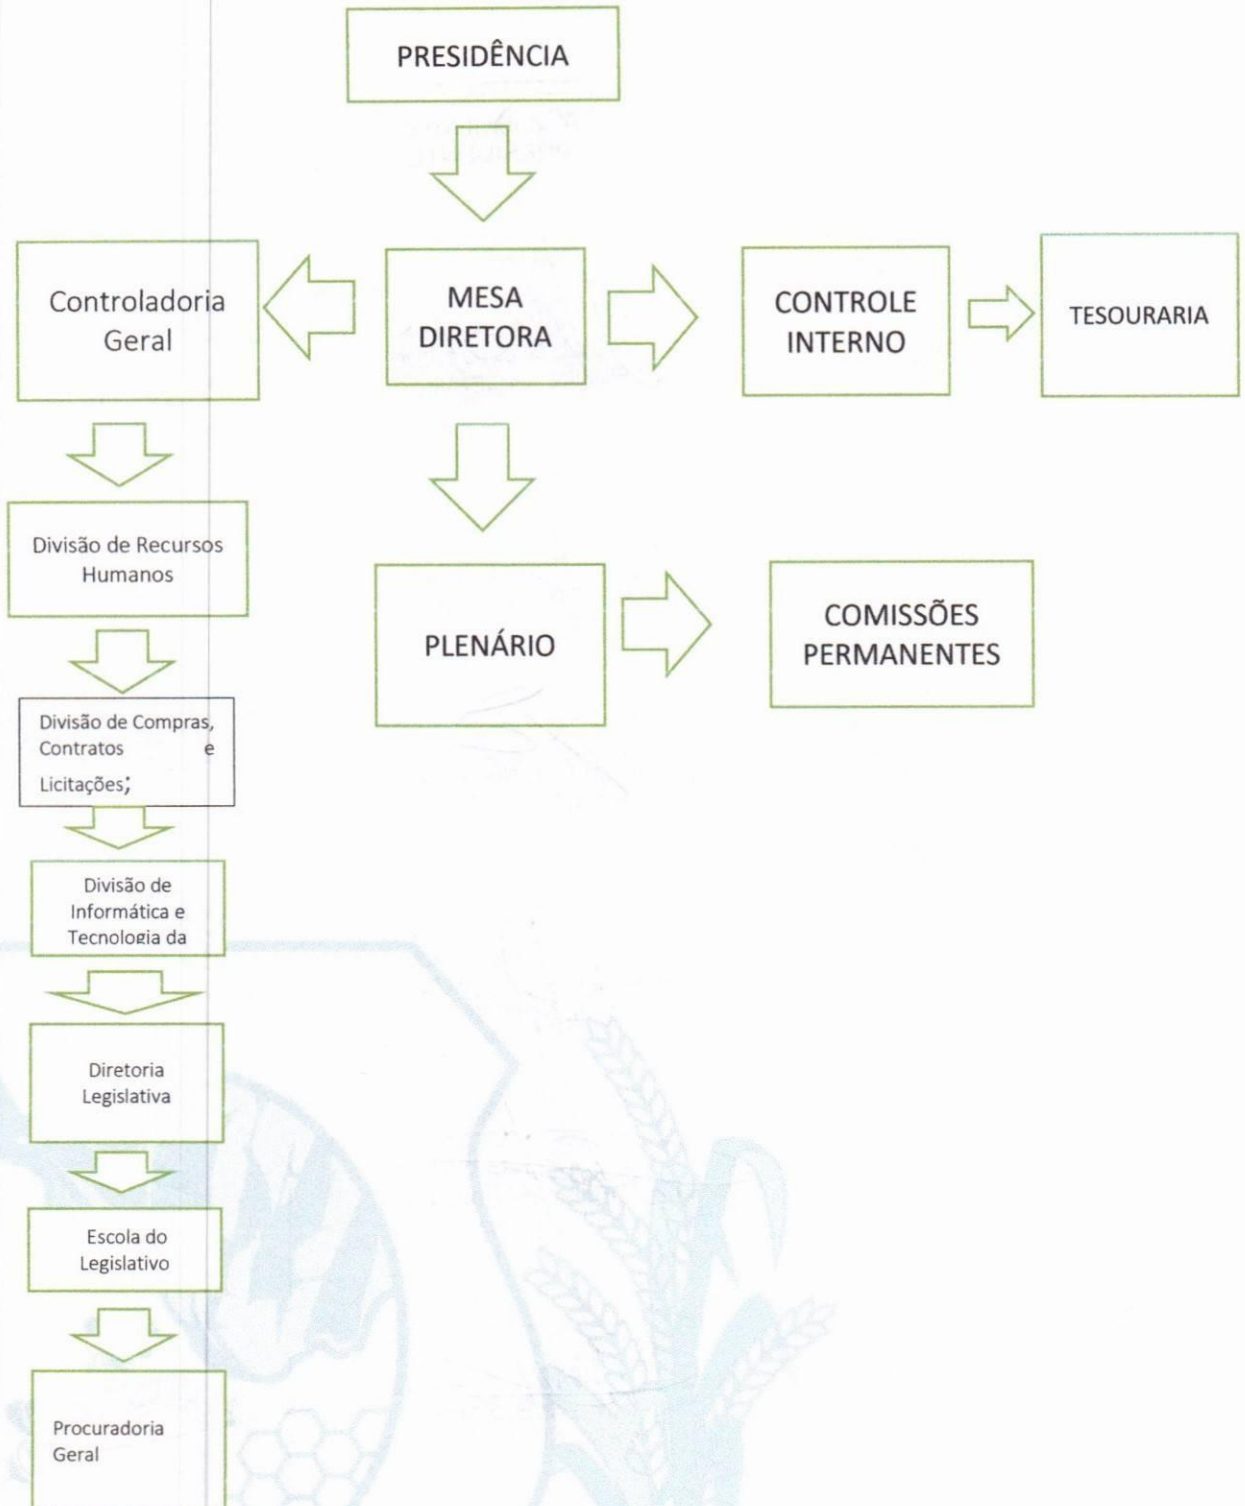 PRESIDÊNCIA
Controladoria
Geral
MESA
DIRETORA
CONTROLE
INTERNO
TESOURARIA
Divisão de Recursos
Humanos
PLENÁRIO
COMISSÕES
PERMANENTES
Divisão de Compras,
Contratos e
Licitações;
Divisão de
Informática e
Tecnologia da
Diretoria
Legislativa
Escola do
Legislativo
Procuradoria
Geral